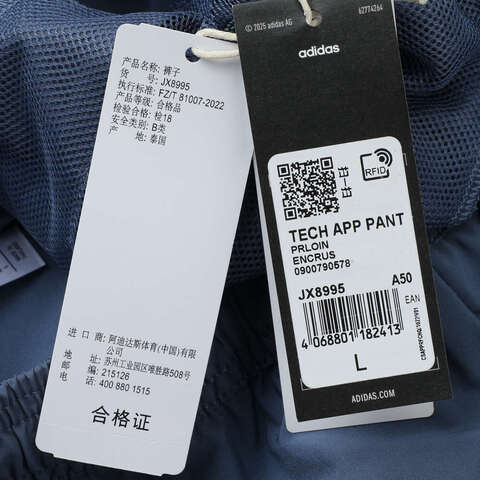 产品名称: 裤子
货 号: JX8995
执行标准: FZ/T 81007-2022
产品等级: 合格品
检验合格: 检18
安全类别: B类
产 地: 泰国
进 口 商: 阿迪达斯体育(中国)有限
公司
地 址: 苏州工业园区唯胜路508号
邮 编: 215126
电 话: 400 880 1515
合格证
© 2025 adidas AG
62774264
adidas
RFID
TECH APP PANT
PRLOIN
ENCRUS
0900790578
JX8995 A50
EAN
4 068801 182413
L
ADIDAS.COM